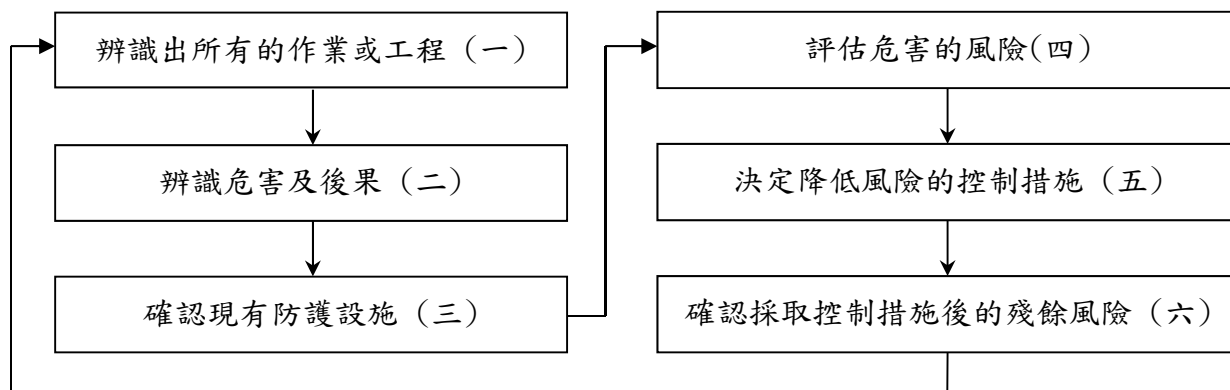 辨識出所有的作業或工程（一）
辨識危害及後果（二）
確認現有防護設施（三）
評估危害的風險(四)
決定降低風險的控制措施（五）
確認採取控制措施後的殘餘風險（六）